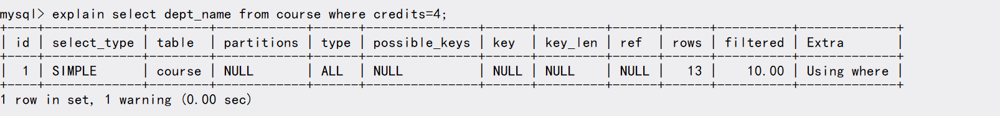 mysql> explain select dept_name from course where credits=4;
+----+-------------+--------+------------+------+---------------+------+---------+------+------+----------+-------------+
| id | select_type | table  | partitions | type | possible_keys | key  | key_len | ref  | rows | filtered | Extra       |
+----+-------------+--------+------------+------+---------------+------+---------+------+------+----------+-------------+
|  1 | SIMPLE      | course | NULL       | ALL  | NULL          | NULL | NULL    | NULL |   13 |    10.00 | Using where |
+----+-------------+--------+------------+------+---------------+------+---------+------+------+----------+-------------+
1 row in set, 1 warning (0.00 sec)